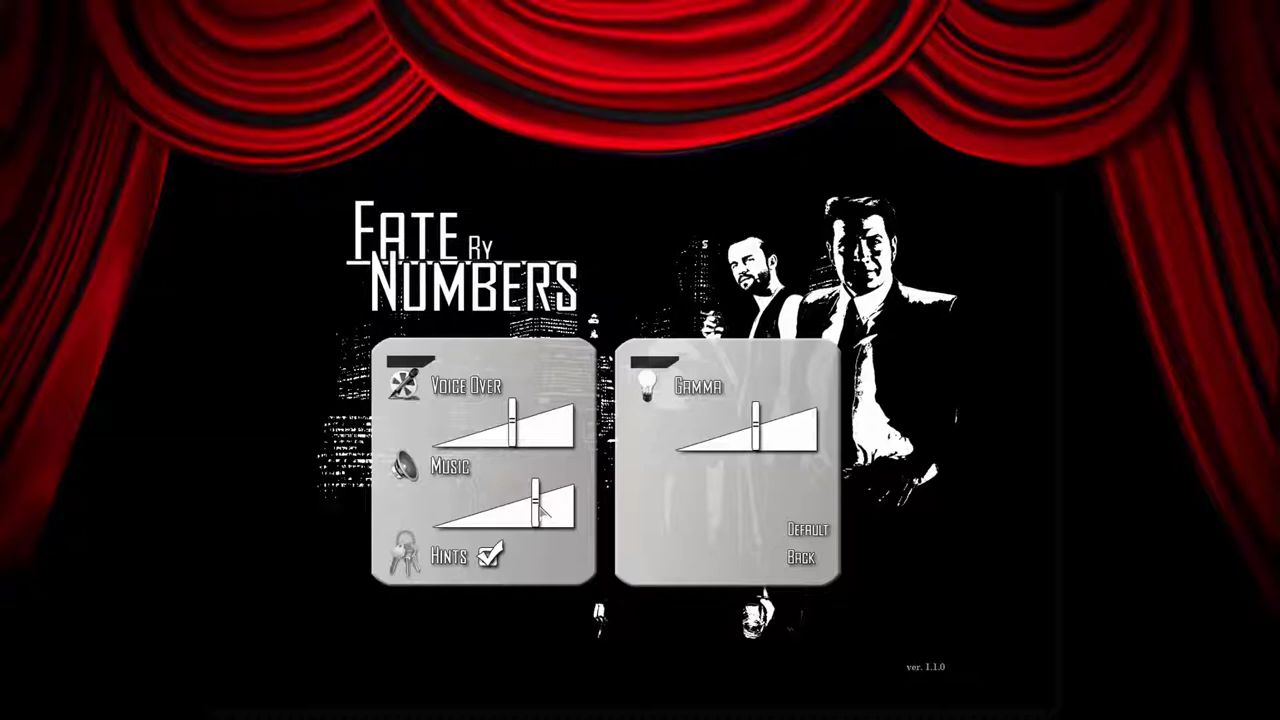 FATE BY
NUMBERS
VOICE OVER
MUSIC
HINTS
GAMMA
DEFAULT
BACK
ver. 1.1.0